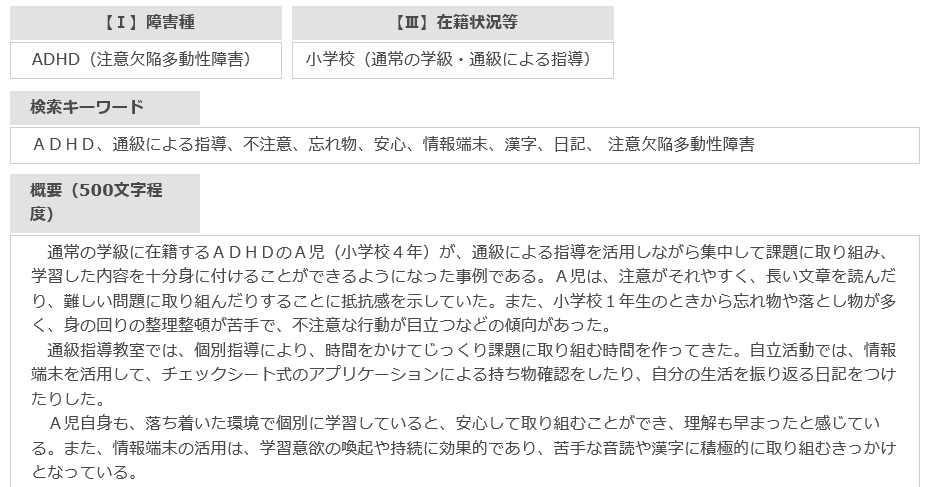 【Ⅰ】障害種
【Ⅲ】在籍状況等
ADHD（注意欠陥多動性障害）
小学校（通常の学級・通級による指導）
検索キーワード
ＡＤＨＤ、通級による指導、不注意、忘れ物、安心、情報端末、漢字、日記、 注意欠陥多動性障害
概要（500文字程
度）
　通常の学級に在籍するＡＤＨＤのＡ児（小学校４年）が、通級による指導を活用しながら集中して課題に取り組み、
学習した内容を十分身に付けることができるようになった事例である。Ａ児は、注意がそれやすく、長い文章を読んだ
り、難しい問題に取り組んだりすることに抵抗感を示していた。また、小学校１年生のときから忘れ物や落とし物が多
く、身の回りの整理整頓が苦手で、不注意な行動が目立つなどの傾向があった。
　通級指導教室では、個別指導により、時間をかけてじっくり課題に取り組む時間を作ってきた。自立活動では、情報
端末を活用して、チェックシート式のアプリケーションによる持ち物確認をしたり、自分の生活を振り返る日記をつけ
たりした。
　Ａ児自身も、落ち着いた環境で個別に学習していると、安心して取り組むことができ、理解も早まったと感じてい
る。また、情報端末の活用は、学習意欲の喚起や持続に効果的であり、苦手な音読や漢字に積極的に取り組むきっかけ
となっている。